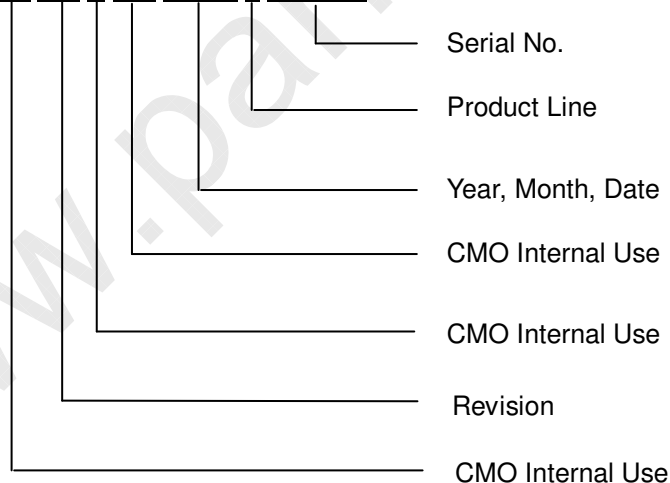 Serial No.
Product Line
Year, Month, Date
CMO Internal Use
CMO Internal Use
Revision
CMO Internal Use